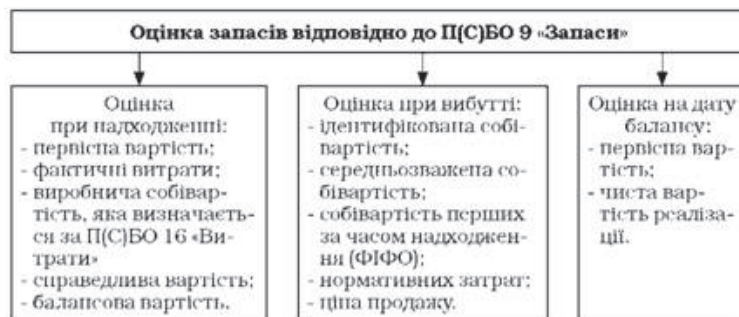 Оцінка запасів відповідно до П(С)БО 9 «Запаси»
Оцінка
при надходженні:
- первісна вартість;
- фактичні витрати;
- виробнича собівар-
тість, яка визначаєть-
ся за П(С)БО 16 «Ви-
трати»
- справедлива вартість;
- балансова вартість.
Оцінка при вибутті:
- ідентифікована собі-
вартість;
- середньозважена со-
бівартість;
- собівартість перших
за часом надходжен-
ня (ФІФО);
- нормативних затрат;
- ціна продажу.
Оцінка на дату
балансу:
- первісна вар-
тість;
- чиста вар-
тість реаліза-
ції.